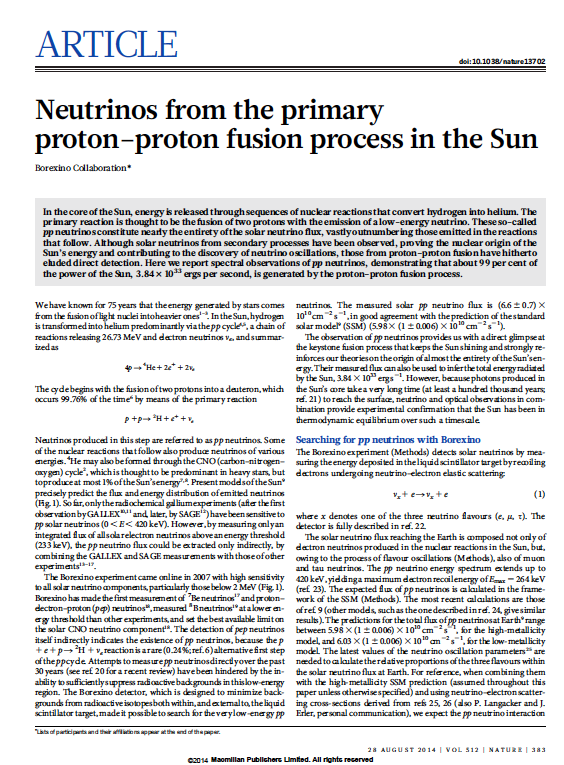 ARTICLE
doi:10.1038/nature13702
Neutrinos from the primary
proton–proton fusion process in the Sun
Borexino Collaboration*
In the core of the Sun, energy is released through sequences of nuclear reactions that convert hydrogen into helium. The
primary reaction is thought to be the fusion of two protons with the emission of a low-energy neutrino. These so-called
pp neutrinos constitute nearly the entirety of the solar neutrino flux, vastly outnumbering those emitted in the reactions
that follow. Although solar neutrinos from secondary processes have been observed, proving the nuclear origin of the
Sun's energy and contributing to the discovery of neutrino oscillations, those from proton–proton fusion have hitherto
eluded direct detection. Here we report spectral observations of pp neutrinos, demonstrating that about 99 per cent of
the power of the Sun, 3.84 × 10³³ ergs per second, is generated by the proton–proton fusion process.
We have known for 75 years that the energy generated by stars comes
from the fusion of light nuclei into heavier ones¹⁻³. In the Sun, hydrogen
is transformed into helium predominantly via the pp cycle⁴,⁵, a chain of
reactions releasing 26.73 MeV and electron neutrinos νₑ, and summar-
ized as
4p → ⁴He + 2e⁺ + 2νₑ
The cycle begins with the fusion of two protons into a deuteron, which
occurs 99.76% of the time⁶ by means of the primary reaction
p + p → ²H + e⁺ + νₑ
Neutrinos produced in this step are referred to as pp neutrinos. Some
of the nuclear reactions that follow also produce neutrinos of various
energies. ⁴He may also be formed through the CNO (carbon–nitrogen–
oxygen) cycle⁵, which is thought to be predominant in heavy stars, but
to produce at most 1% of the Sun's energy⁷,⁸. Present models of the Sun⁹
precisely predict the flux and energy distribution of emitted neutrinos
(Fig. 1). So far, only the radiochemical gallium experiments (after the first
observation by GALLEX¹⁰,¹¹ and, later, by SAGE¹²) have been sensitive to
pp solar neutrinos (0 < E < 420 keV). However, by measuring only an
integrated flux of all solar electron neutrinos above an energy threshold
(233 keV), the pp neutrino flux could be extracted only indirectly, by
combining the GALLEX and SAGE measurements with those of other
experiments¹³⁻¹⁷.
The Borexino experiment came online in 2007 with high sensitivity
to all solar neutrino components, particularly those below 2 MeV (Fig. 1).
Borexino has made the first measurement of ⁷Be neutrinos¹⁷ and proton–
electron–proton (pep) neutrinos¹⁸, measured ⁸B neutrinos¹⁹ at a lower en-
ergy threshold than other experiments, and set the best available limit on
the solar CNO neutrino component¹⁸. The detection of pep neutrinos
itself indirectly indicates the existence of pp neutrinos, because the p
+ e + p → ²H + νₑ reaction is a rare (0.24%; ref. 6) alternative first step
of the pp cycle. Attempts to measure pp neutrinos directly over the past
30 years (see ref. 20 for a recent review) have been hindered by the in-
ability to sufficiently suppress radioactive backgrounds in this low-energy
region. The Borexino detector, which is designed to minimize back-
grounds from radioactive isotopes both within, and external to, the liquid
scintillator target, made it possible to search for the very low-energy pp
neutrinos. The measured solar pp neutrino flux is (6.6 ± 0.7) ×
10¹⁰ cm⁻² s⁻¹, in good agreement with the prediction of the standard
solar model⁹ (SSM) (5.98 × (1 ± 0.006) × 10¹⁰ cm⁻² s⁻¹).
The observation of pp neutrinos provides us with a direct glimpse at
the keystone fusion process that keeps the Sun shining and strongly re-
inforces our theories on the origin of almost the entirety of the Sun's en-
ergy. Their measured flux can also be used to infer the total energy radiated
by the Sun, 3.84 × 10³³ erg s⁻¹. However, because photons produced in
the Sun's core take a very long time (at least a hundred thousand years;
ref. 21) to reach the surface, neutrino and optical observations in com-
bination provide experimental confirmation that the Sun has been in
thermodynamic equilibrium over such a timescale.
Searching for pp neutrinos with Borexino
The Borexino experiment (Methods) detects solar neutrinos by mea-
suring the energy deposited in the liquid scintillator target by recoiling
electrons undergoing neutrino–electron elastic scattering:
νₓ + e → νₓ + e (1)
where x denotes one of the three neutrino flavours (e, μ, τ). The
detector is fully described in ref. 22.
The solar neutrino flux reaching the Earth is composed not only of
electron neutrinos produced in the nuclear reactions in the Sun, but,
owing to the process of flavour oscillations (Methods), also of muon
and tau neutrinos. The pp neutrino energy spectrum extends up to
420 keV, yielding a maximum electron recoil energy of Eₘₐₓ = 264 keV
(ref. 23). The expected flux of pp neutrinos is calculated in the frame-
work of the SSM (Methods). The most recent calculations are those
of ref. 9 (other models, such as the one described in ref. 24, give similar
results). The predictions for the total flux of pp neutrinos at Earth⁹ range
between 5.98 × (1 ± 0.006) × 10¹⁰ cm⁻² s⁻¹, for the high-metallicity
model, and 6.03 × (1 ± 0.006) × 10¹⁰ cm⁻² s⁻¹, for the low-metallicity
model. The latest values of the neutrino oscillation parameters²⁵ are
needed to calculate the relative proportions of the three flavours within
the solar neutrino flux at Earth. For reference, when combining them
with the high-metallicity SSM prediction (assumed throughout this
paper unless otherwise specified) and using neutrino–electron scatter-
ing cross-sections derived from refs 25, 26 (also P. Langacker and J.
Erler, personal communication), we expect the pp neutrino interaction
*Lists of participants and their affiliations appear at the end of the paper.
28 AUGUST 2014 | VOL 512 | NATURE | 383
©2014 Macmillan Publishers Limited. All rights reserved